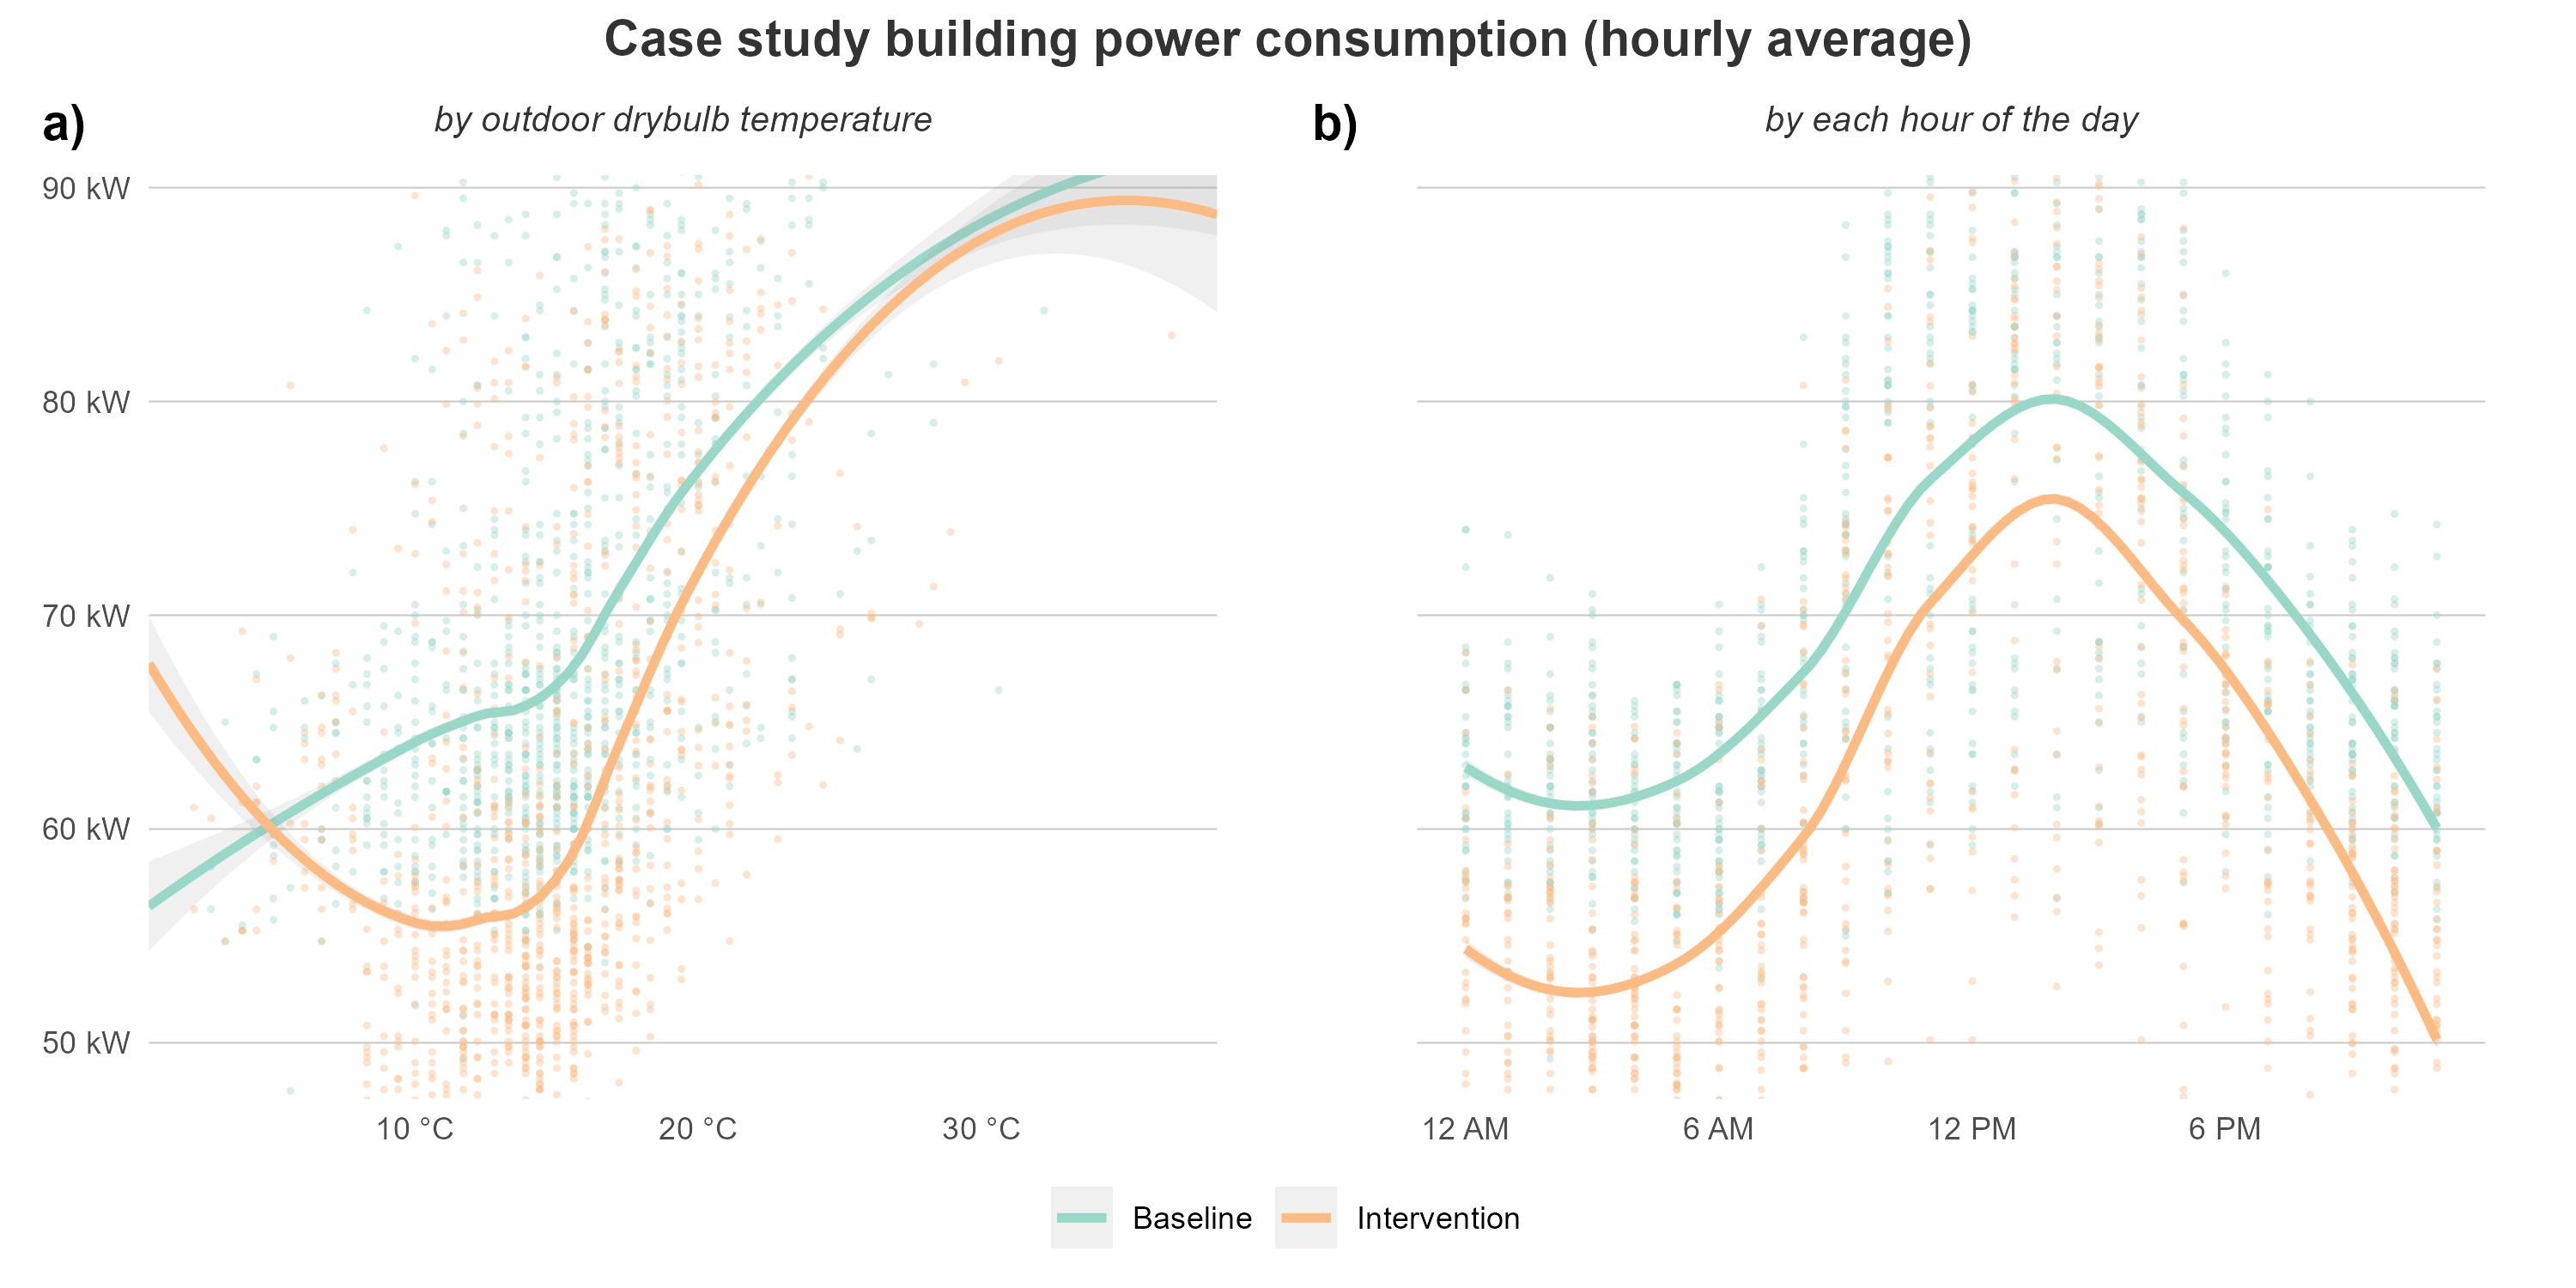 Case study building power consumption (hourly average)
a)
by outdoor drybulb temperature
b)
by each hour of the day
90 kW
80 kW
70 kW
60 kW
50 kW
10 °C
20 °C
30 °C
12 AM
6 AM
12 PM
6 PM
Baseline
Intervention